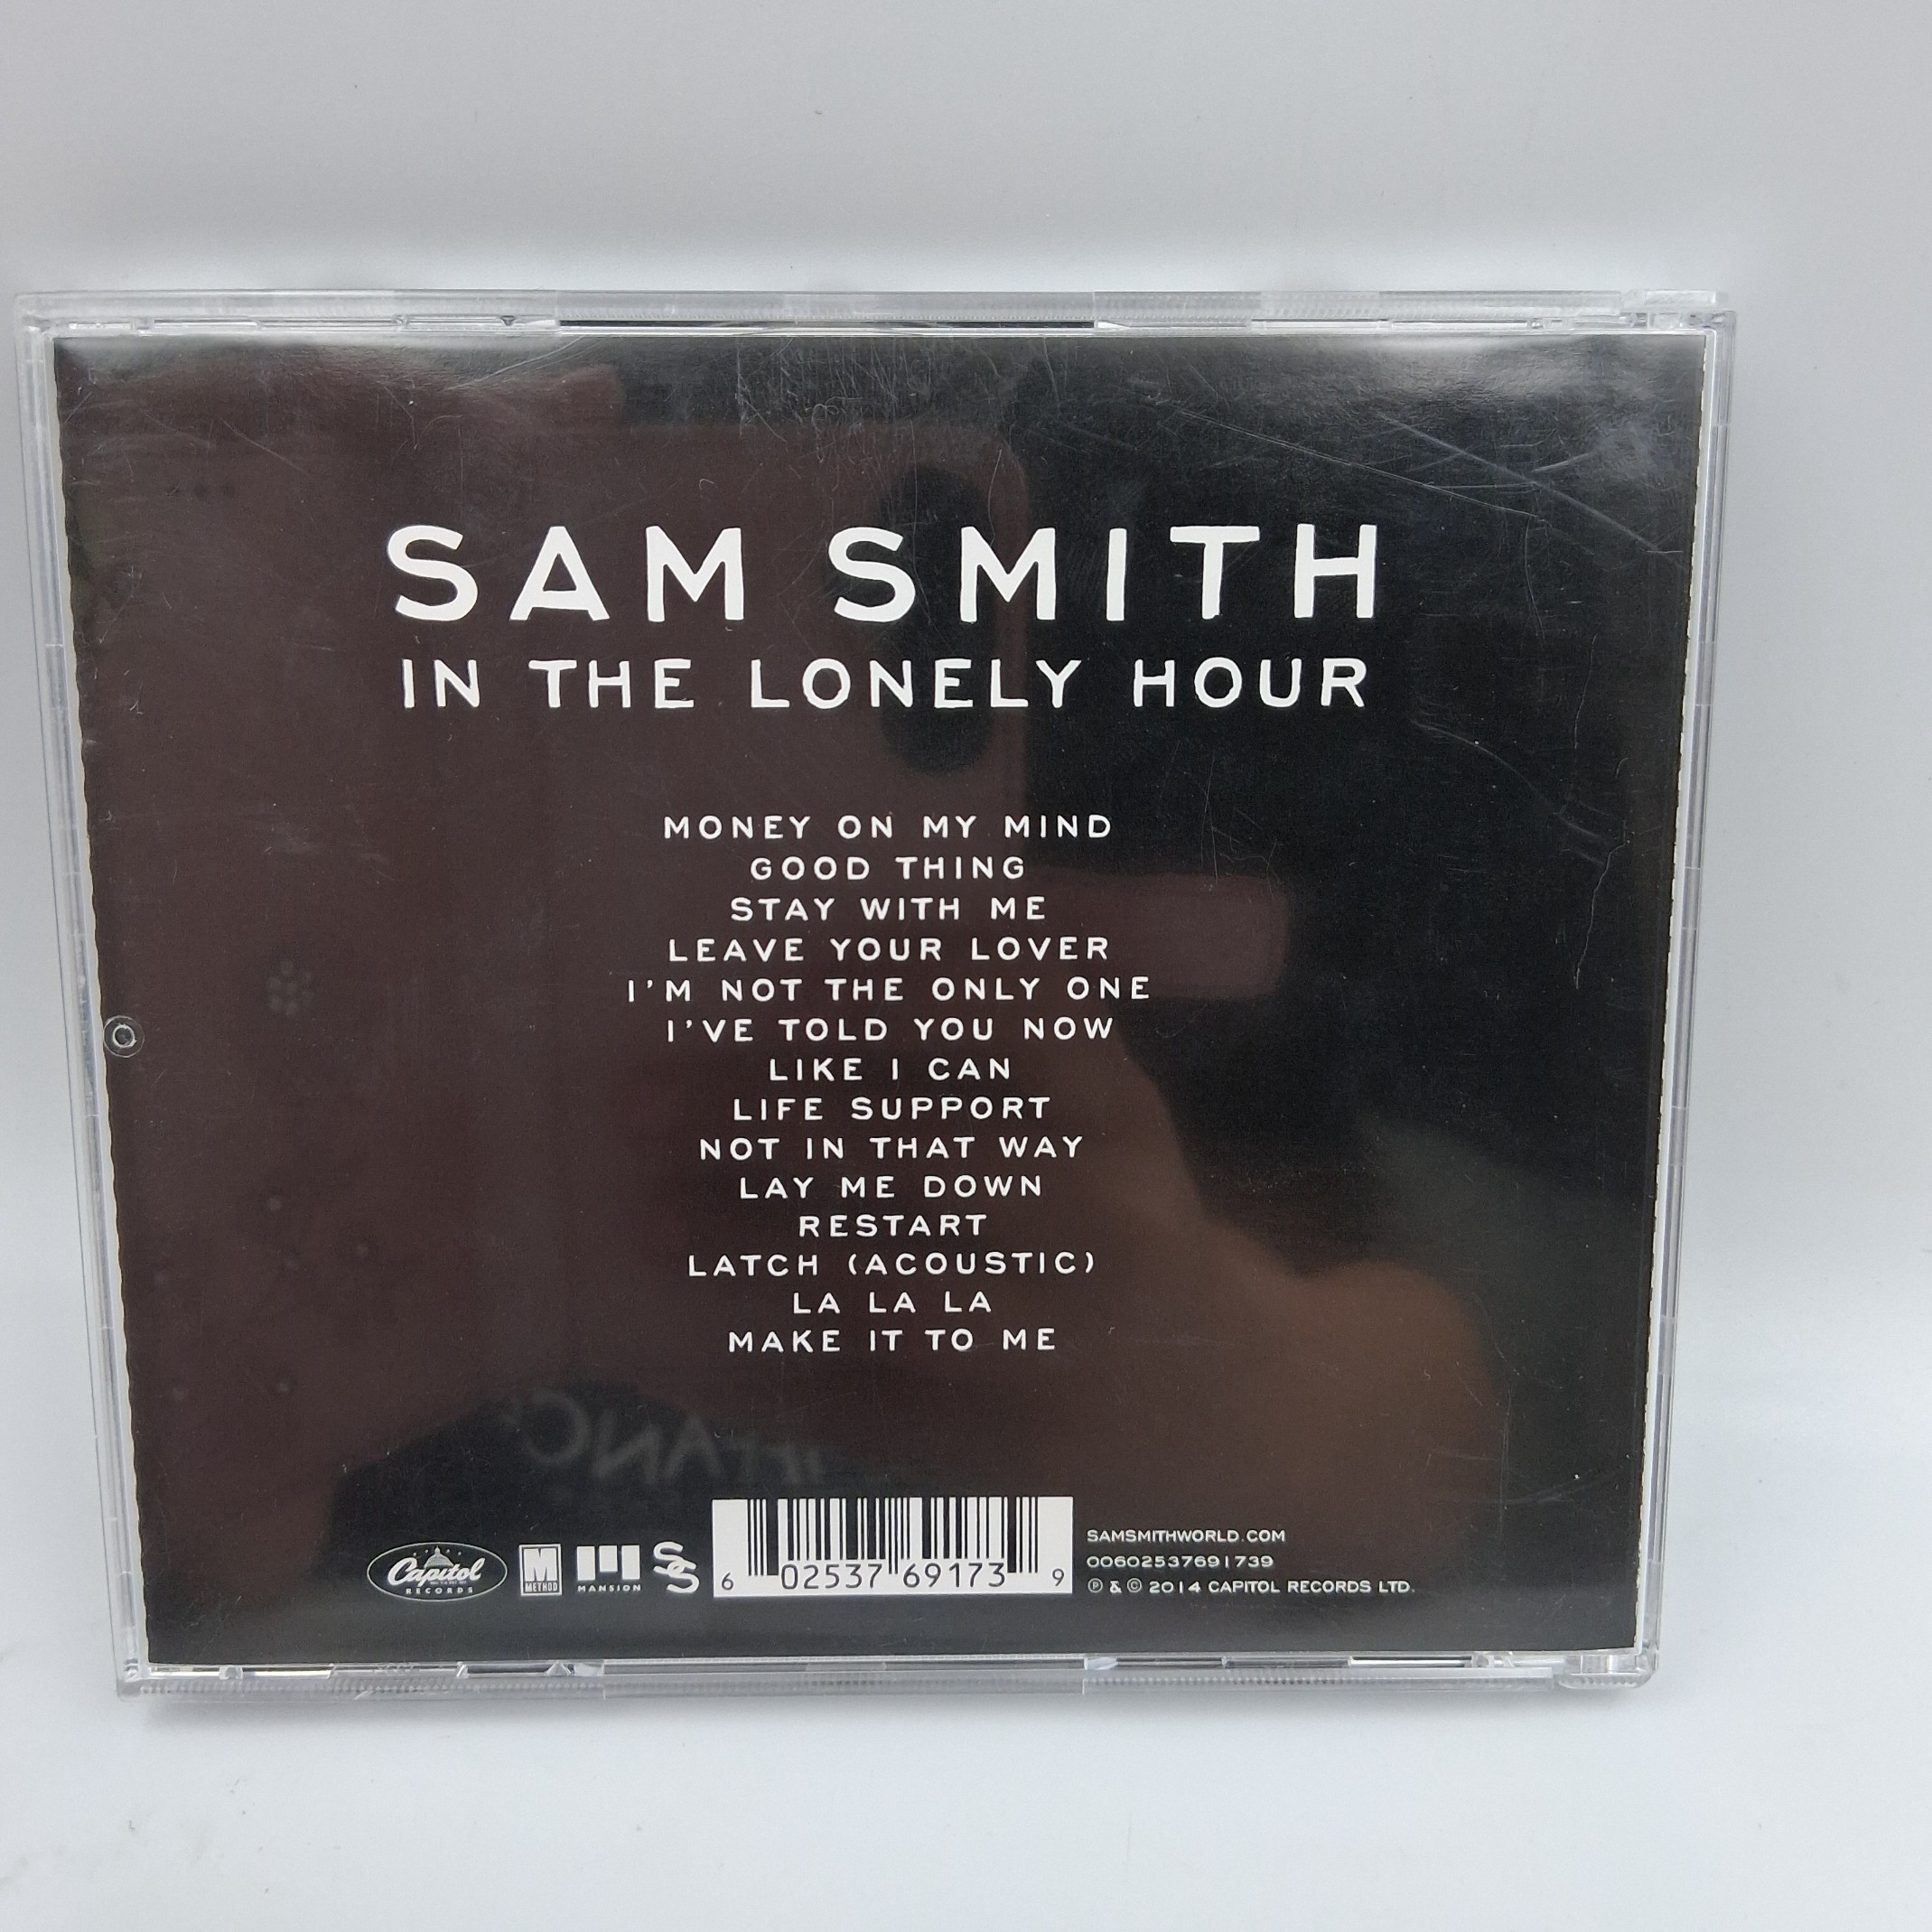 SAM SMITH
IN THE LONELY HOUR
MONEY ON MY MIND
GOOD THING
STAY WITH ME
LEAVE YOUR LOVER
I'M NOT THE ONLY ONE
I'VE TOLD YOU NOW
LIKE I CAN
LIFE SUPPORT
NOT IN THAT WAY
LAY ME DOWN
RESTART
LATCH (ACOUSTIC)
LA LA LA
MAKE IT TO ME
Capitol
RECORDS
M
METHOD
MANSION
SS
6 02537 69173 9
SAMSMITHWORLD.COM
00602537691739
℗ & © 2014 CAPITOL RECORDS LTD.